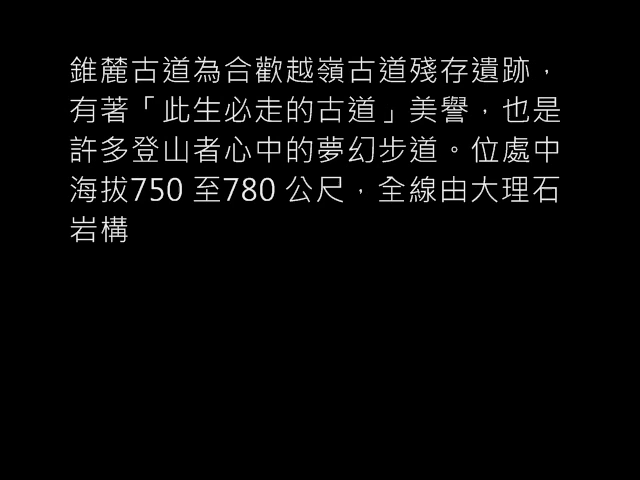 錐麓古道為合歡越嶺古道殘存遺跡，
有著「此生必走的古道」美譽，也是
許多登山者心中的夢幻步道。位處中
海拔750 至780 公尺，全線由大理石
岩構